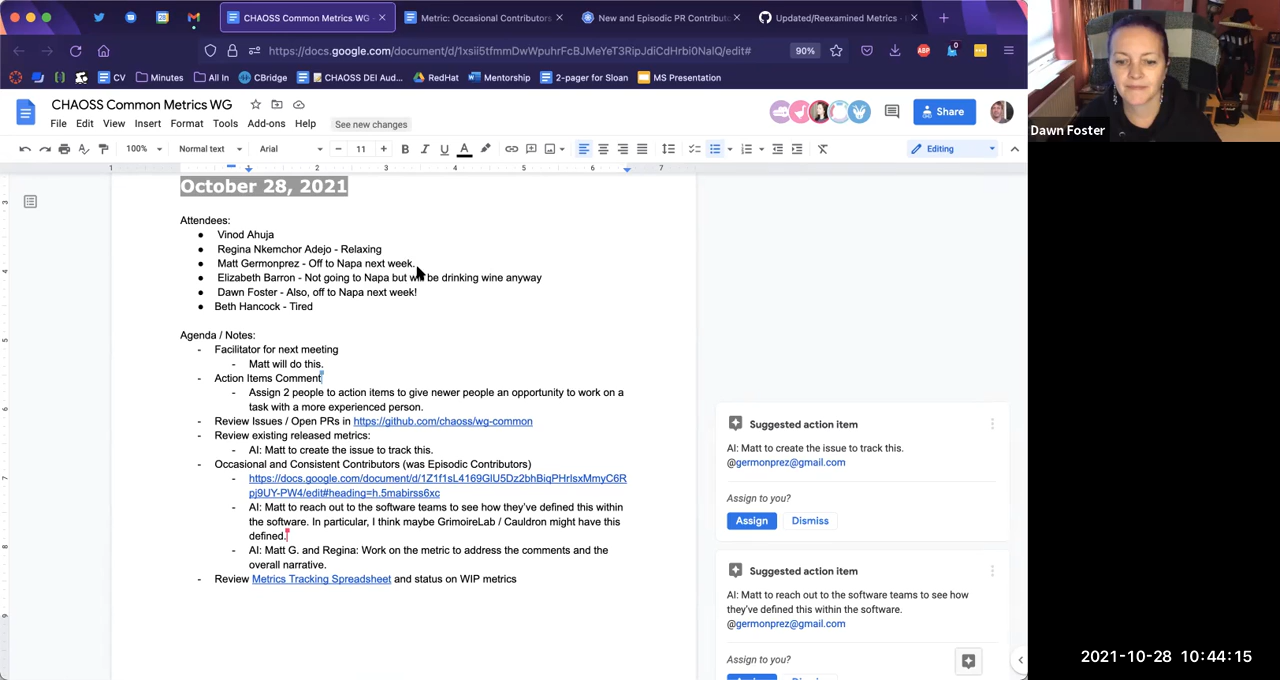 CHAOSS Common Metrics WG -
Metric: Occasional Contributors
New and Episodic PR Contribut
Updated/Reexamined Metrics ·
https://docs.google.com/document/d/1xsii5tfmmDwWpuhrFcBJMeYeT3RipJdiCdHrbi0NaIQ/edit#
90%
CV
Minutes
All In
CBridge
CHAOSS DEI Aud...
RedHat
Mentorship
2-pager for Sloan
MS Presentation
CHAOSS Common Metrics WG
File Edit View Insert Format Tools Add-ons Help
See new changes
Share
100%
Normal text
Arial
11
Editing
October 28, 2021
Attendees:
● Vinod Ahuja
● Regina Nkemchor Adejo - Relaxing
● Matt Germonprez - Off to Napa next week.
● Elizabeth Barron - Not going to Napa but will be drinking wine anyway
● Dawn Foster - Also, off to Napa next week!
● Beth Hancock - Tired
Agenda / Notes:
- Facilitator for next meeting
- Matt will do this.
- Action Items Comment
- Assign 2 people to action items to give newer people an opportunity to work on a
task with a more experienced person.
- Review Issues / Open PRs in https://github.com/chaoss/wg-common
- Review existing released metrics:
- AI: Matt to create the issue to track this.
- Occasional and Consistent Contributors (was Episodic Contributors)
- https://docs.google.com/document/d/1Z1f1sL4169GlU5Dz2bhBiqPHrlsxMmyC6R
pj9UY-PW4/edit#heading=h.5mabirss6xc
- AI: Matt to reach out to the software teams to see how they've defined this within
the software. In particular, I think maybe GrimoireLab / Cauldron might have this
defined.
- AI: Matt G. and Regina: Work on the metric to address the comments and the
overall narrative.
- Review Metrics Tracking Spreadsheet and status on WIP metrics
Suggested action item
AI: Matt to create the issue to track this.
@germonprez@gmail.com
Assign to you?
Assign Dismiss
Suggested action item
AI: Matt to reach out to the software teams to see how
they've defined this within the software.
@germonprez@gmail.com
Assign to you?
Assign Dismiss
Dawn Foster
2021-10-28 10:44:15